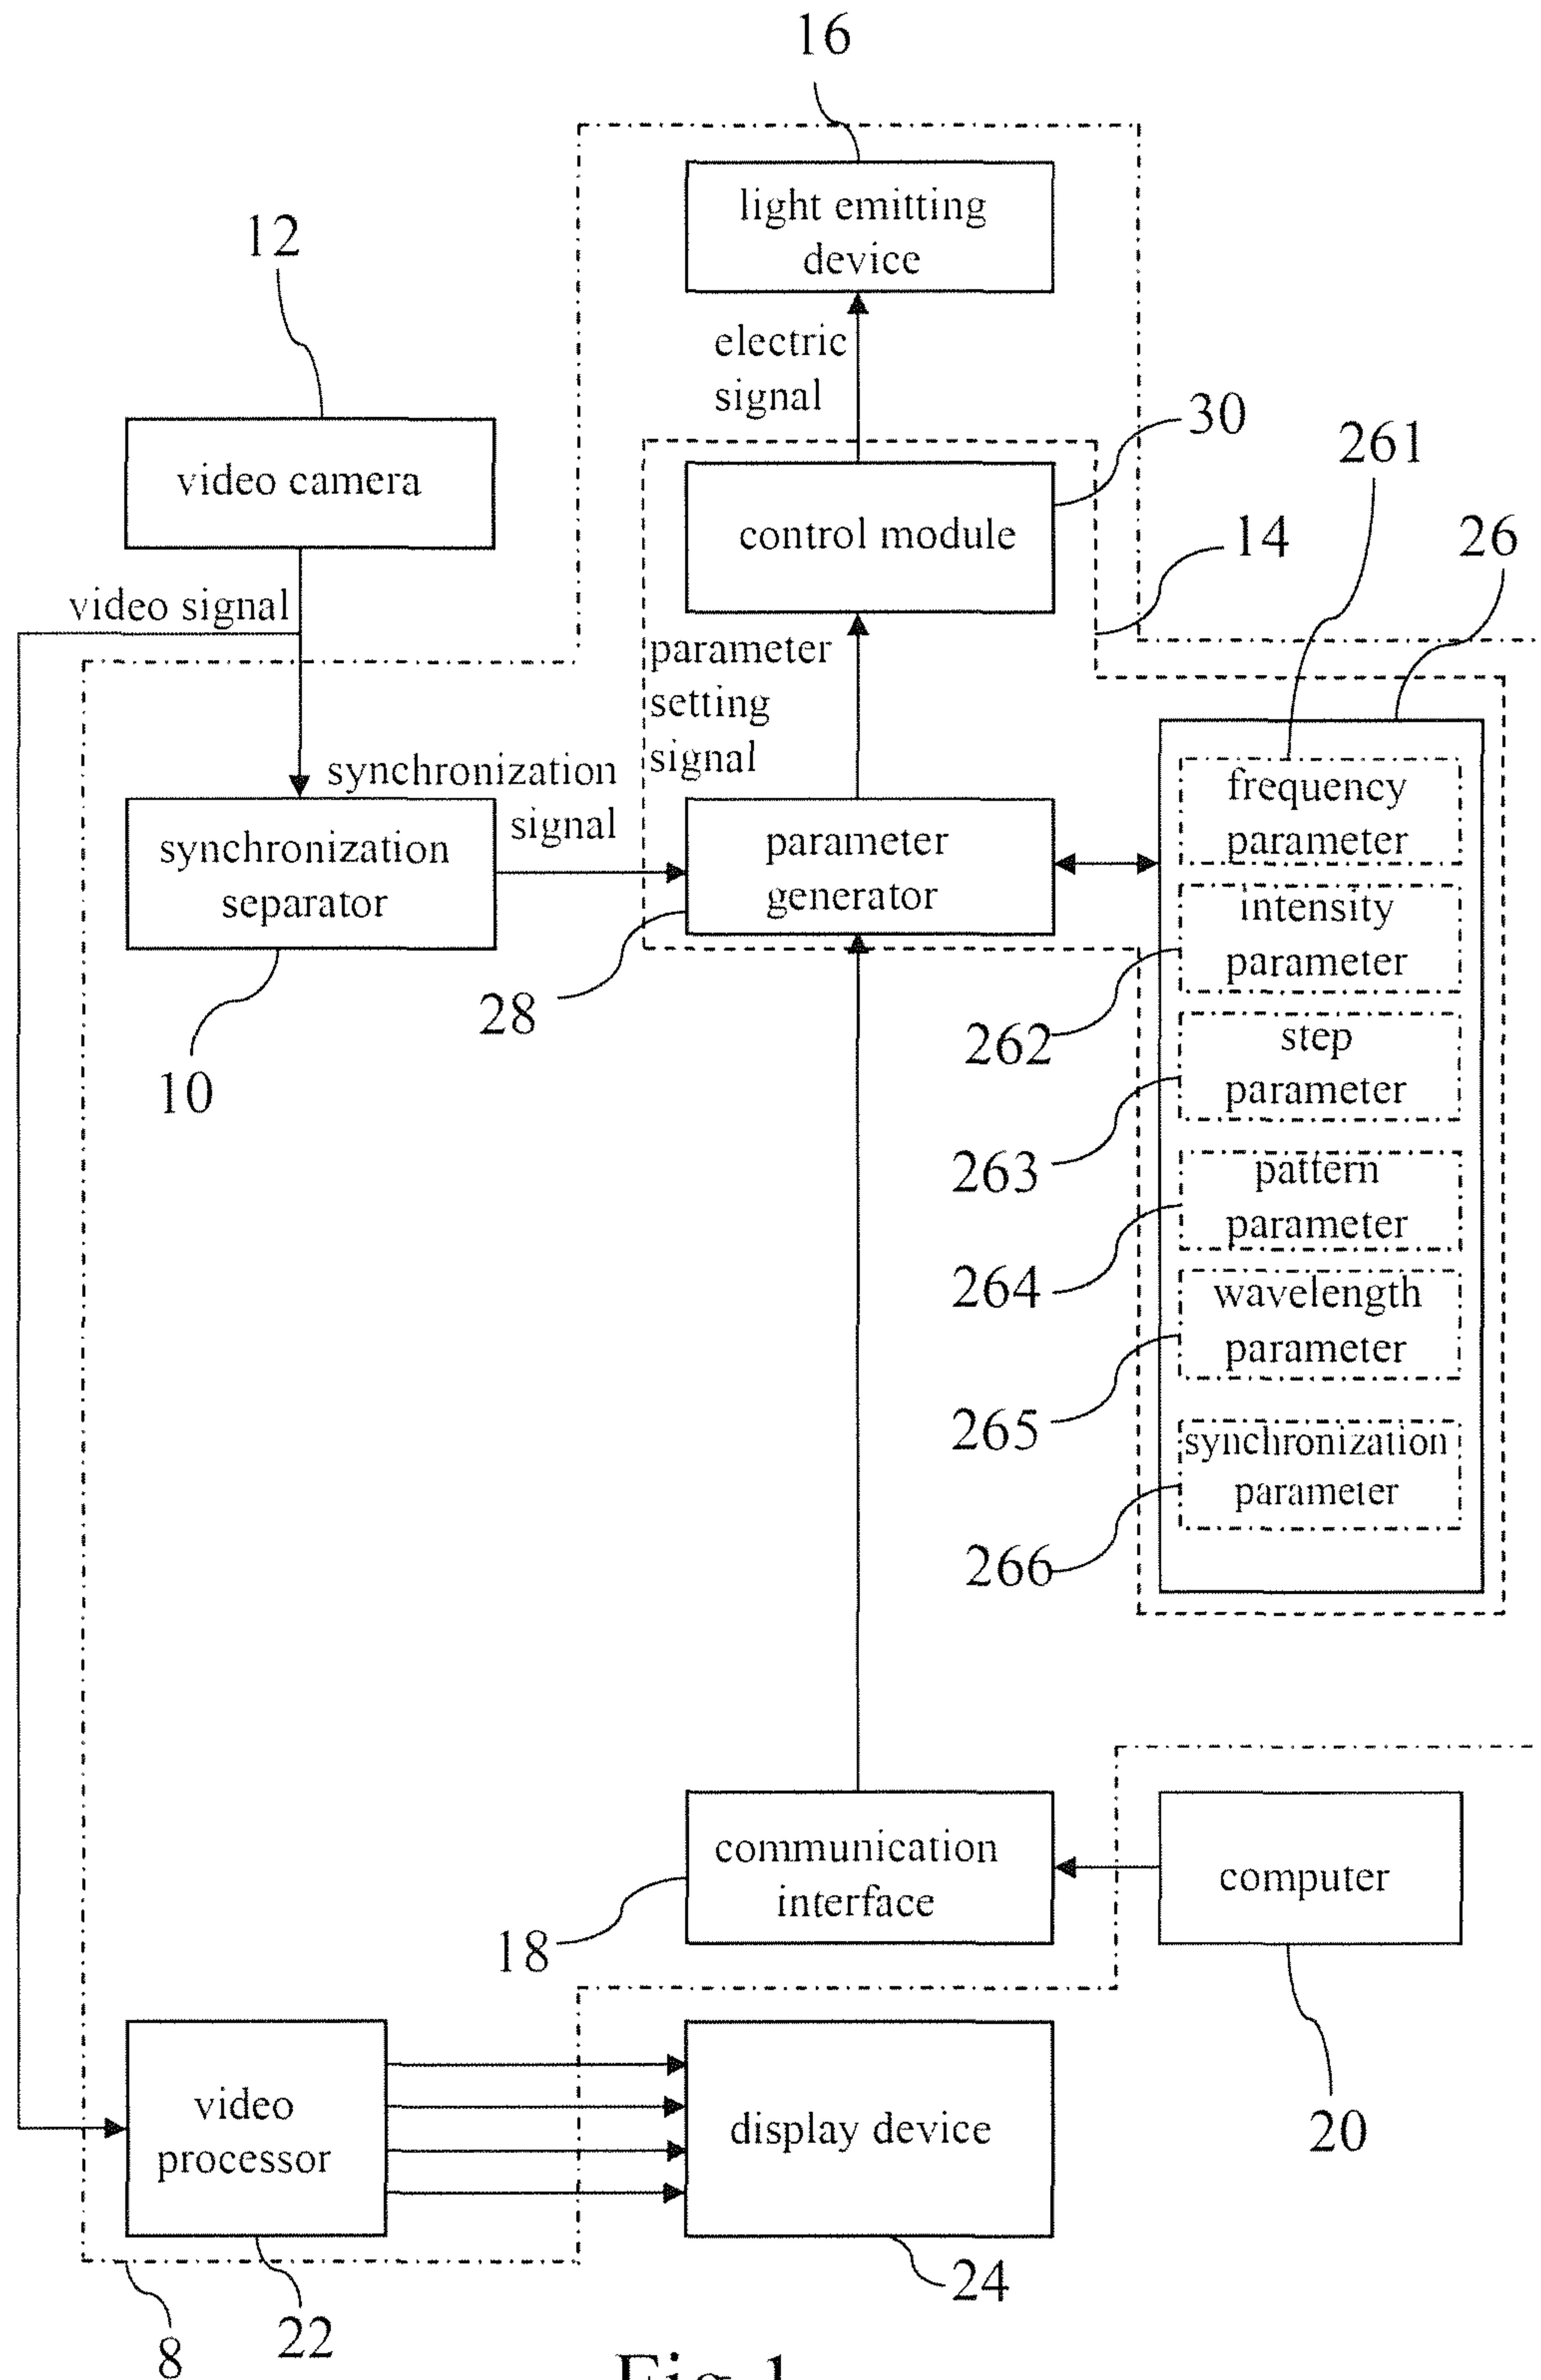 16
light emitting
device
12
electric
signal
30
261
video camera
control module
14
26
video signal
parameter
setting
signal
synchronization
signal
frequency
parameter
synchronization
separator
parameter
generator
intensity
parameter
28
262
step
parameter
10
263
pattern
parameter
264
wavelength
parameter
265
synchronization
parameter
266
communication
interface
computer
18
video
processor
display device
20
24
22
8
Fig.1